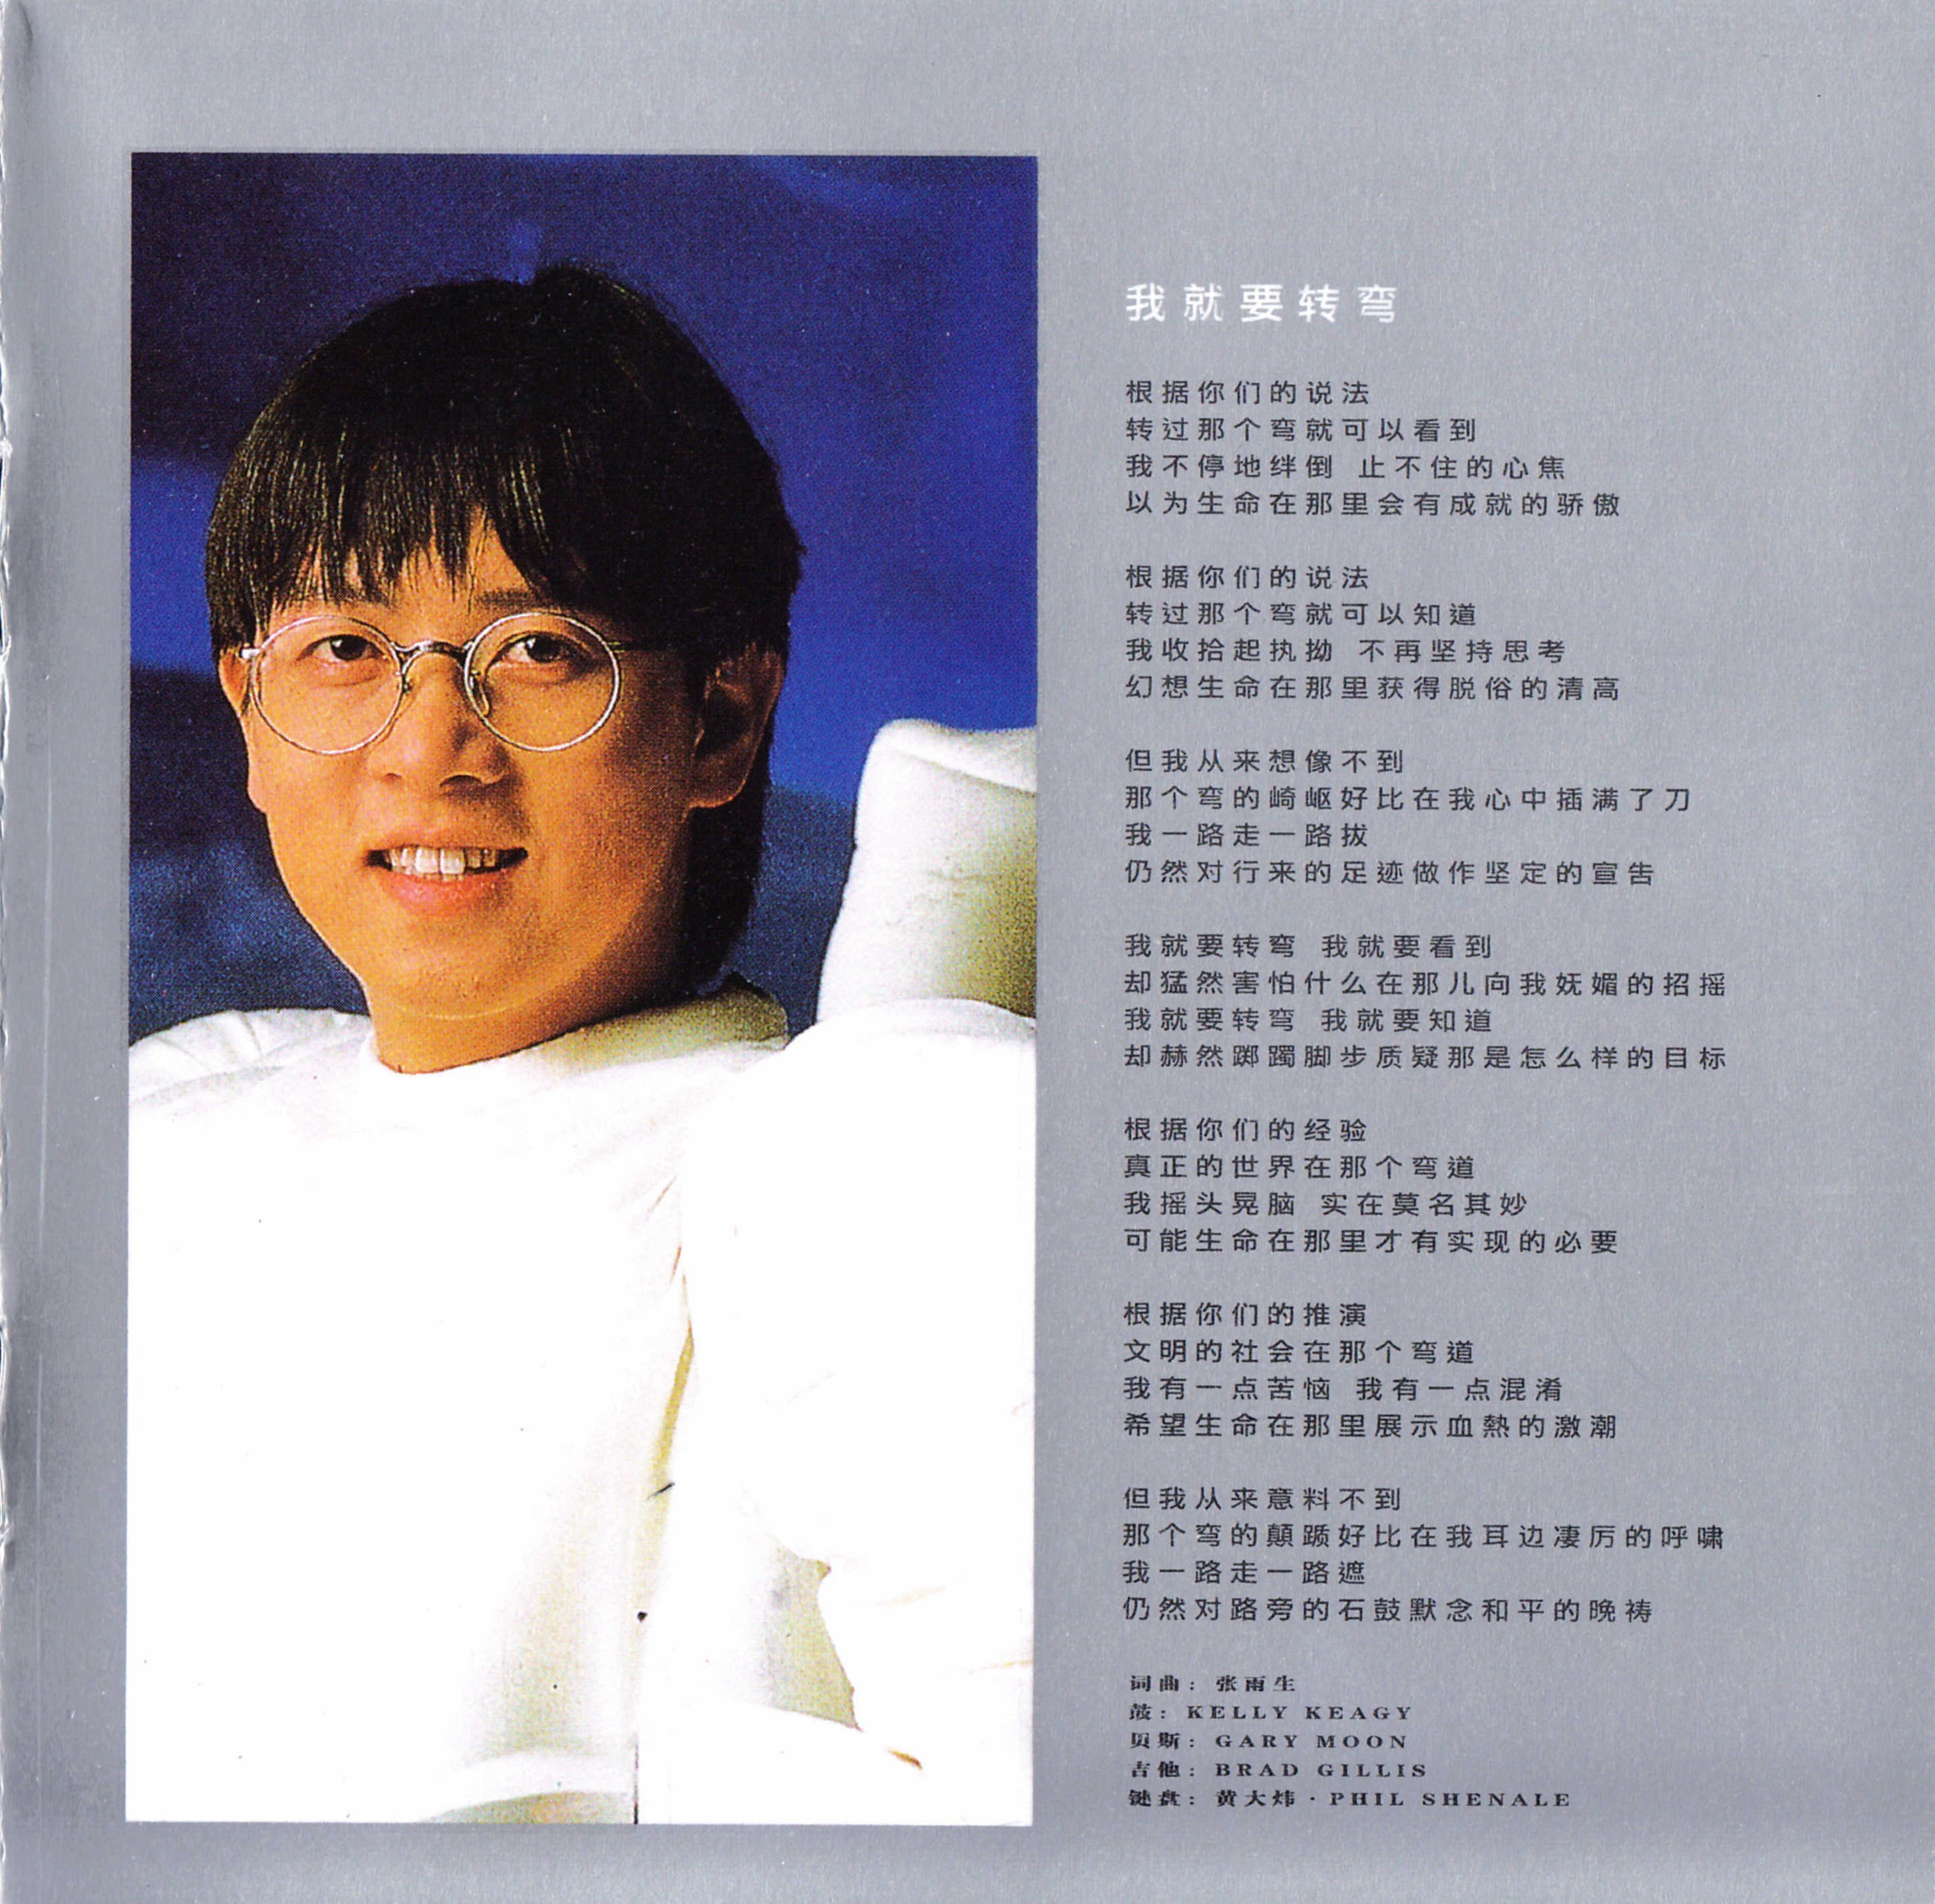 我就要转弯
根据你们的说法
转过那个弯就可以看到
我不停地绊倒 止不住的心焦
以为生命在那里会有成就的骄傲
根据你们的说法
转过那个弯就可以知道
我收拾起执拗 不再坚持思考
幻想生命在那里获得脱俗的清高
但我从来想像不到
那个弯的崎岖好比在我心中插满了刀
我一路走一路拔
仍然对行来的足迹做作坚定的宣告
我就要转弯 我就要看到
却猛然害怕什么在那儿向我妩媚的招摇
我就要转弯 我就要知道
却赫然踯躅脚步质疑那是怎么样的目标
根据你们的经验
真正的世界在那个弯道
我摇头晃脑 实在莫名其妙
可能生命在那里才有实现的必要
根据你们的推演
文明的社会在那个弯道
我有一点苦恼 我有一点混淆
希望生命在那里展示血熱的激潮
但我从来意料不到
那个弯的颠踬好比在我耳边凄厉的呼啸
我一路走一路遮
仍然对路旁的石鼓默念和平的晚祷
词曲：张雨生
鼓：KELLY KEAGY
贝斯：GARY MOON
吉他：BRAD GILLIS
键盘：黄大炜·PHIL SHENALE